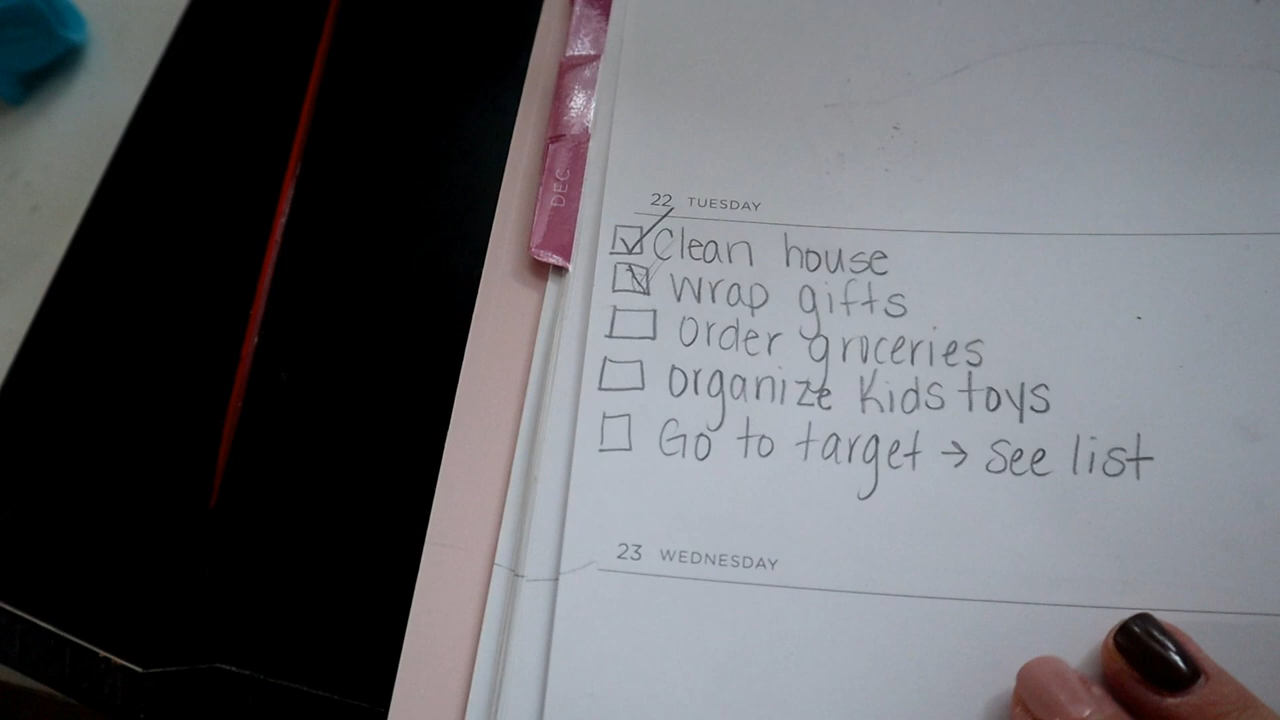 DEC
22 TUESDAY
Clean house
wrap gifts
order groceries
organize kids toys
Go to target → see list
23 WEDNESDAY